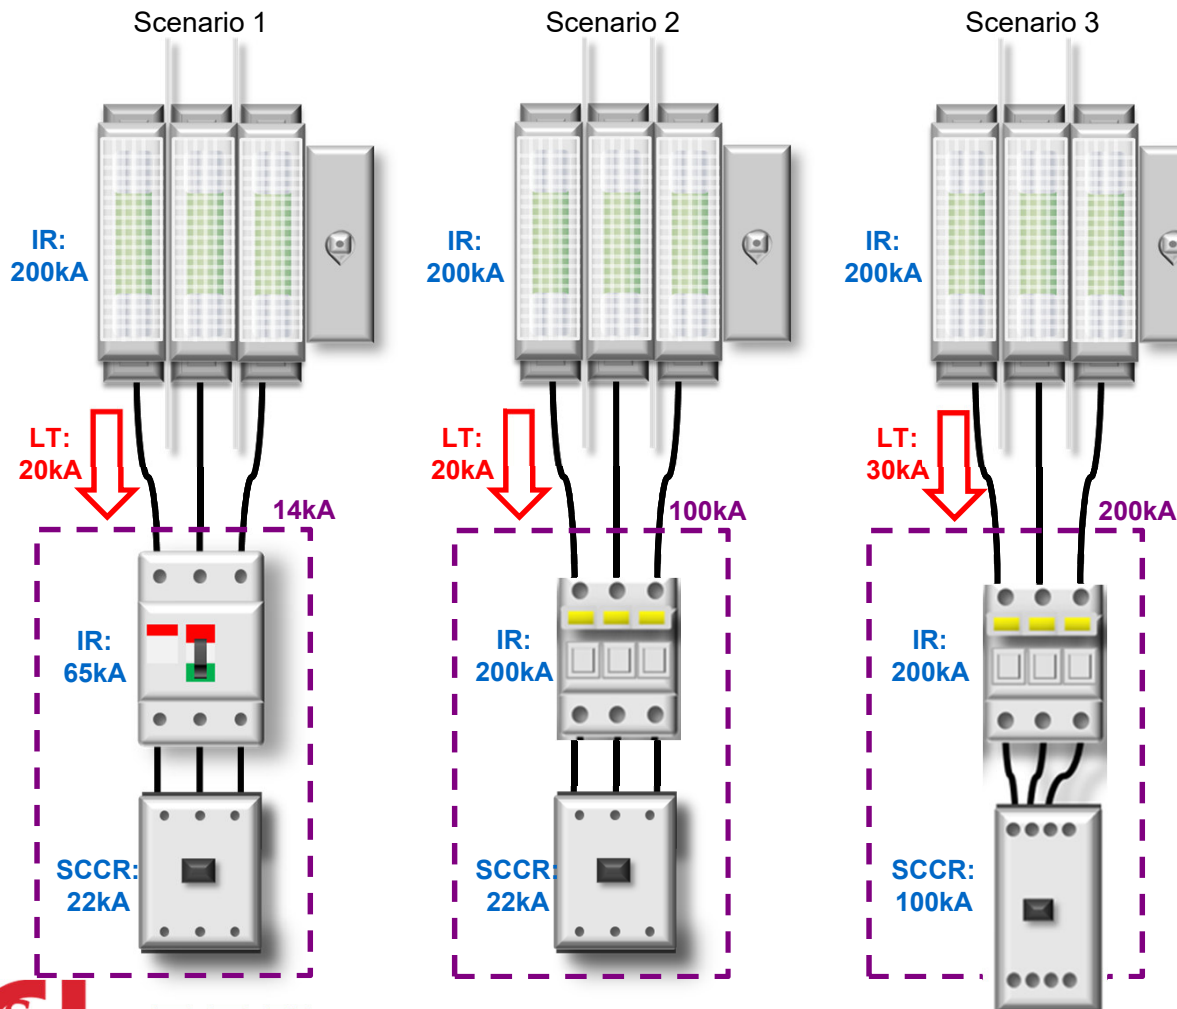 Scenario 1
Scenario 2
Scenario 3
IR:
200kA
IR:
200kA
IR:
200kA
LT:
20kA
LT:
20kA
LT:
30kA
14kA
100kA
200kA
IR:
65kA
IR:
200kA
IR:
200kA
SCCR:
22kA
SCCR:
22kA
SCCR:
100kA